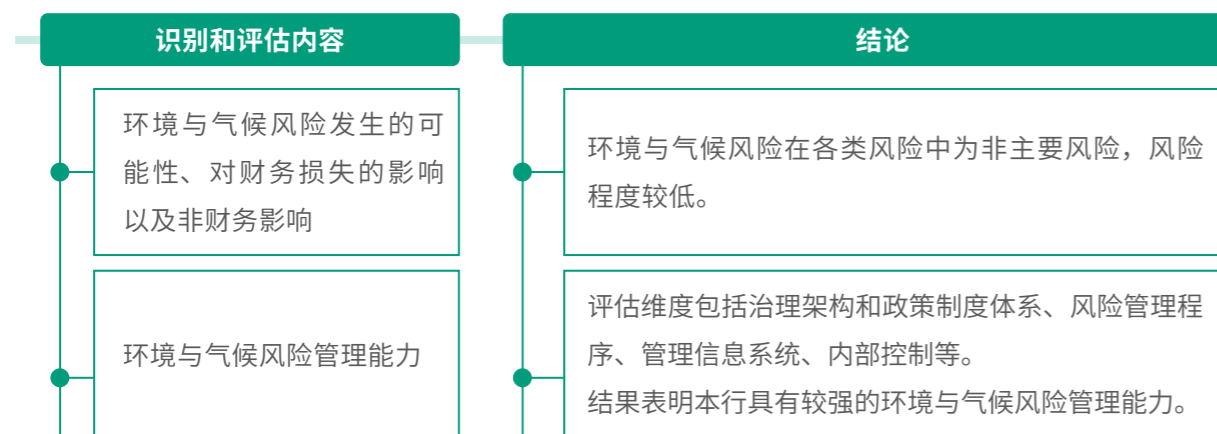 识别和评估内容
结论
环境与气候风险发生的可
能性、对财务损失的影响
以及非财务影响
环境与气候风险在各类风险中为非主要风险，风险
程度较低。
环境与气候风险管理能力
评估维度包括治理架构和政策制度体系、风险管理程
序、管理信息系统、内部控制等。
结果表明本行具有较强的环境与气候风险管理能力。